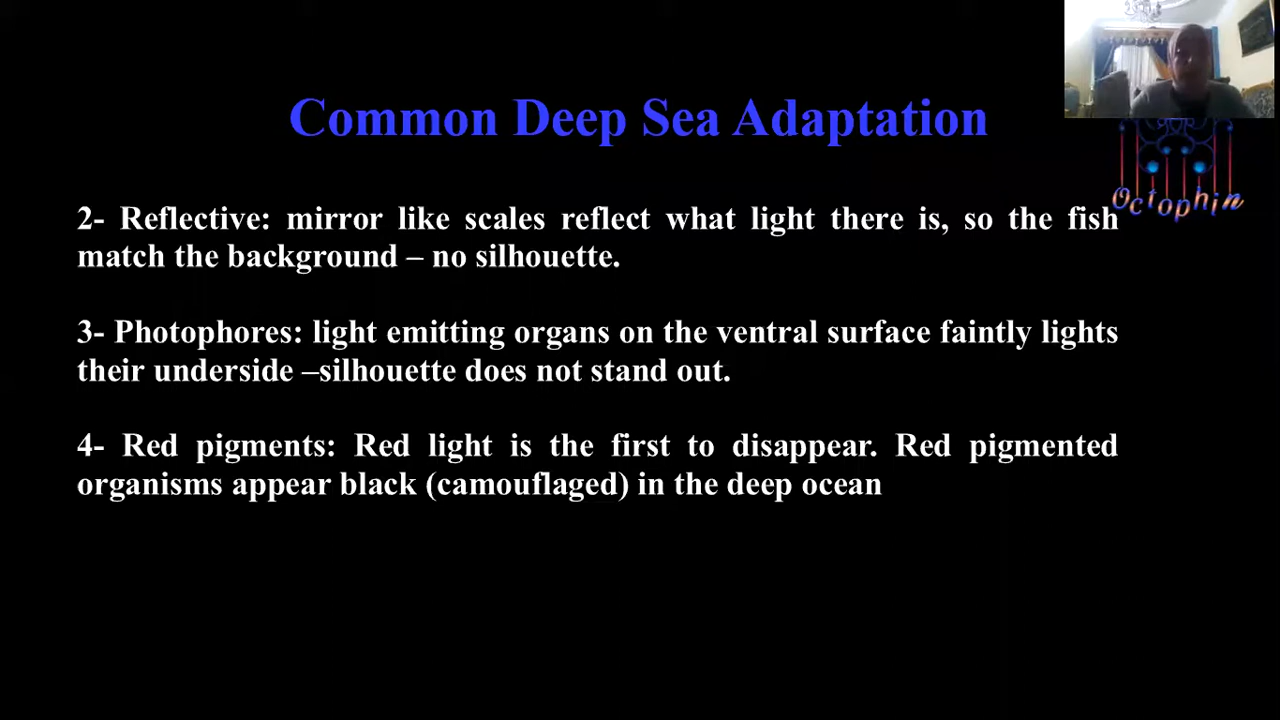 Common Deep Sea Adaptation
Octophin
2- Reflective: mirror like scales reflect what light there is, so the fish
match the background – no silhouette.
3- Photophores: light emitting organs on the ventral surface faintly lights
their underside –silhouette does not stand out.
4- Red pigments: Red light is the first to disappear. Red pigmented
organisms appear black (camouflaged) in the deep ocean